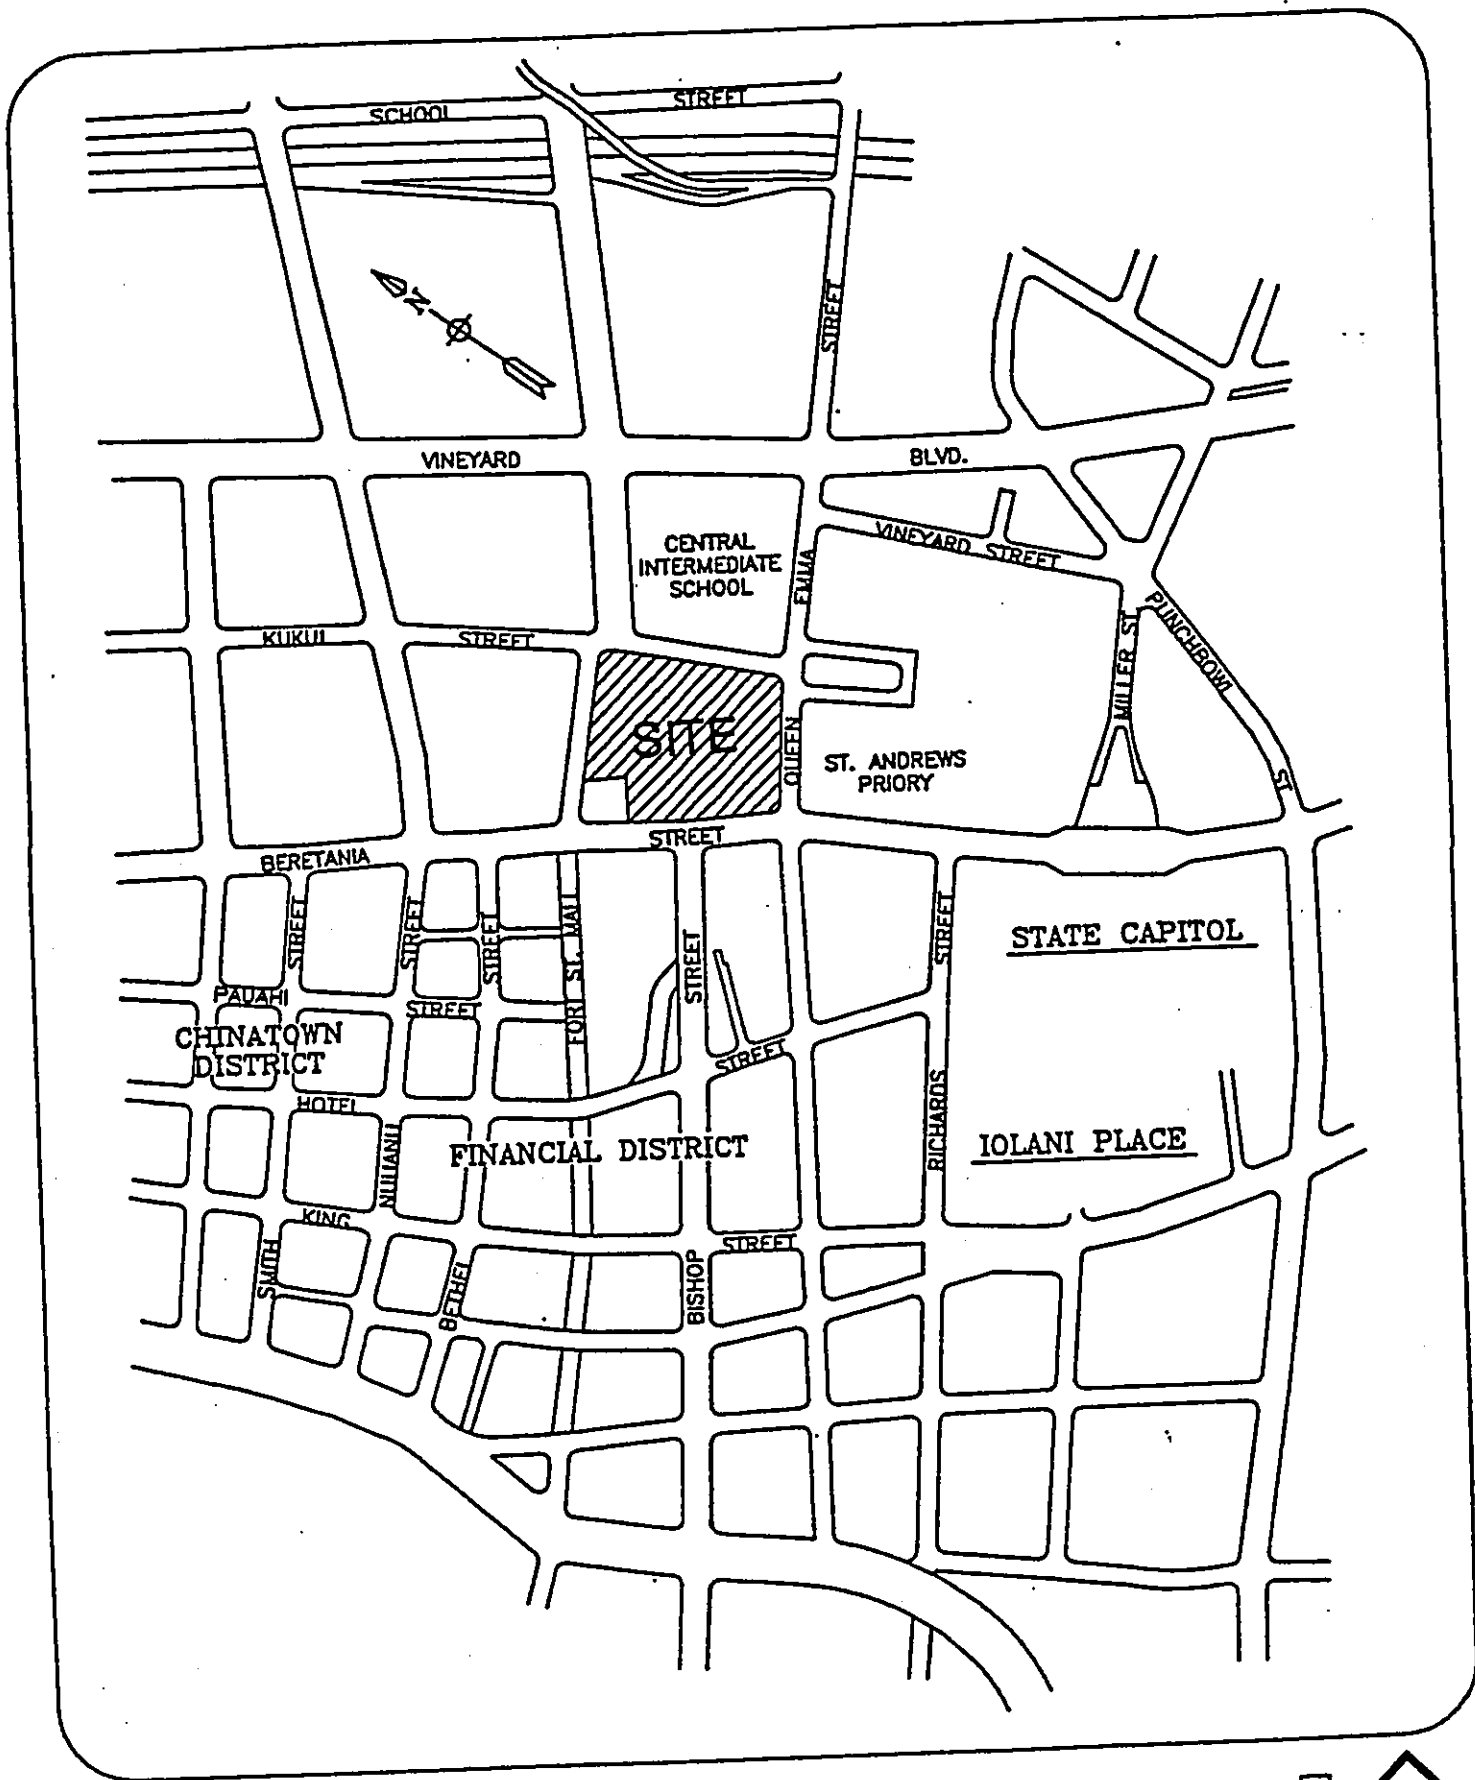 SCHOOL STREET
N
STREET
VINEYARD BLVD.
CENTRAL
INTERMEDIATE
SCHOOL
EMMA
VINEYARD STREET
KUKUI STREET
MILLER ST
PUNCHBOWL ST
SITE
QUEEN
ST. ANDREWS
PRIORY
BERETANIA STREET
STREET
STREET
STREET
FORT ST. MALL
STREET
STREET
STATE CAPITOL
PAUAHI STREET
CHINATOWN
DISTRICT
STREET
HOTEL
RICHARDS
NUUANU
FINANCIAL DISTRICT
IOLANI PLACE
KING STREET
SMITH
BETHEL
BISHOP